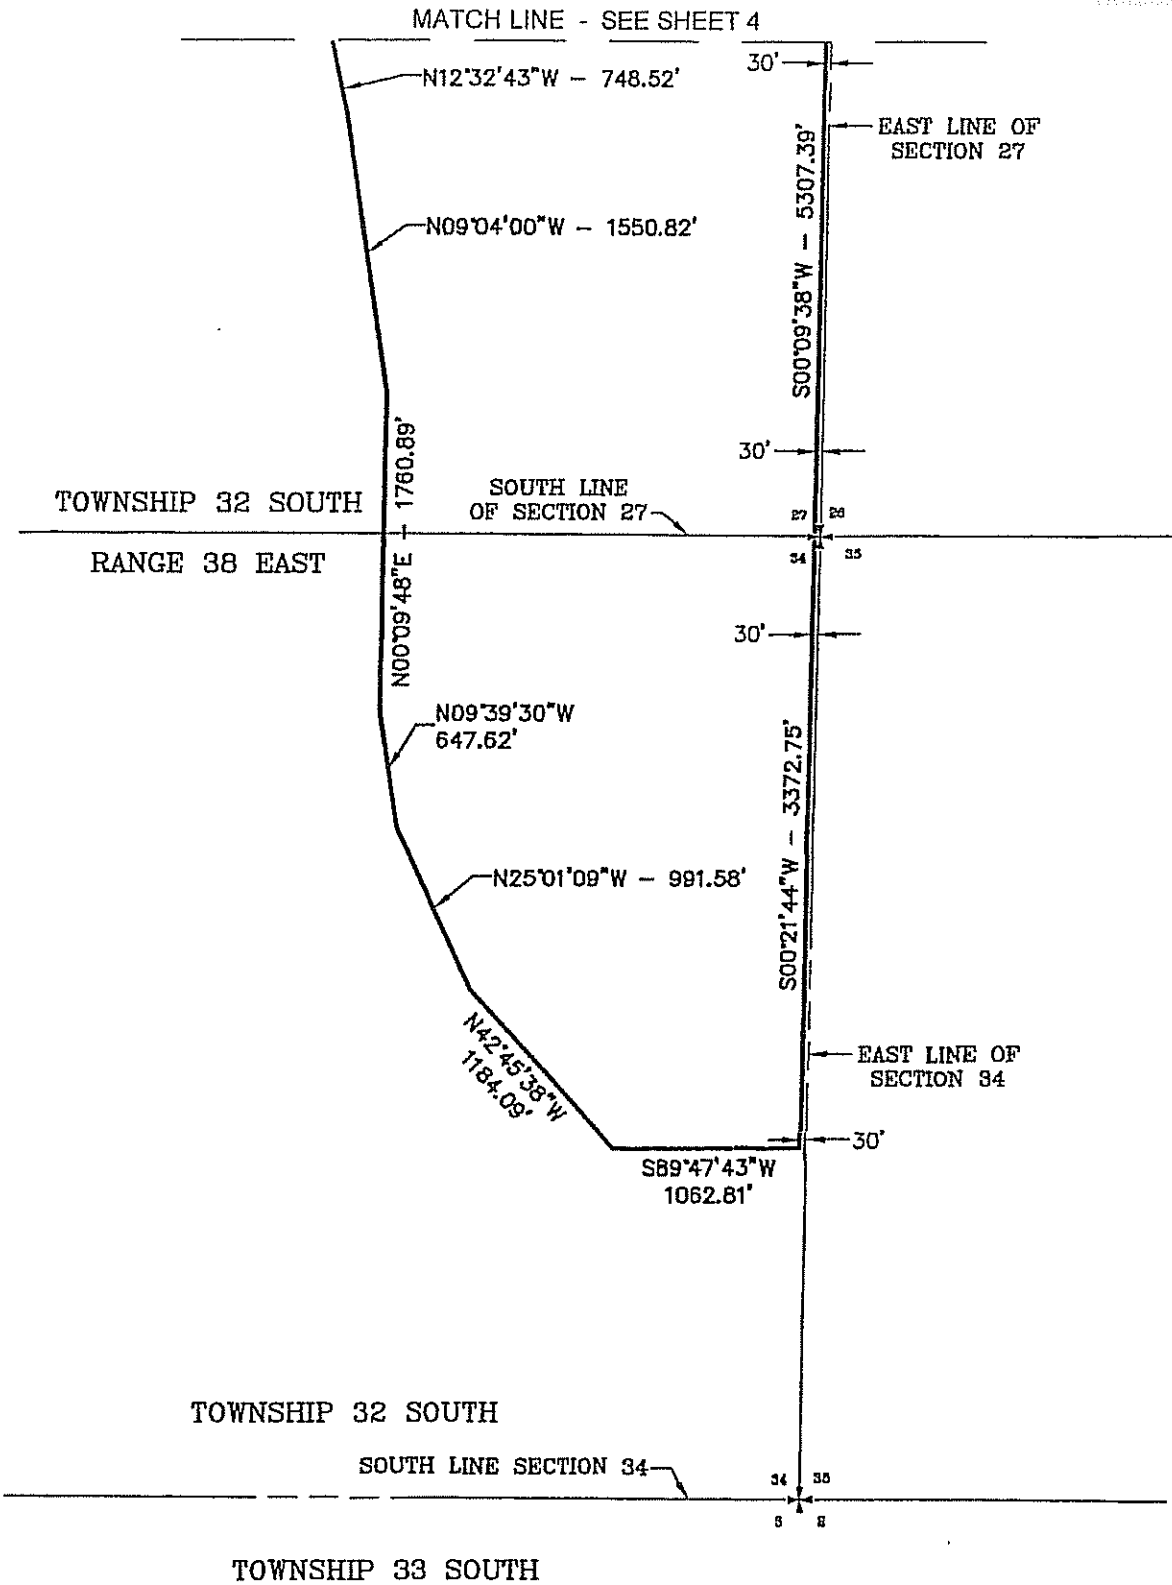 MATCH LINE - SEE SHEET 4
30'
N12°32'43"W - 748.52'
EAST LINE OF
SECTION 27
S00°09'38"W - 5307.39'
N09°04'00"W - 1550.82'
30'
N00°09'48"E - 1760.89'
TOWNSHIP 32 SOUTH
SOUTH LINE
OF SECTION 27
27 26
RANGE 38 EAST
34 35
30'
N09°39'30"W
647.62'
S00°21'44"W - 3372.75'
N25°01'09"W - 991.58'
N42°45'38"W
1184.09'
EAST LINE OF
SECTION 34
30'
S89°47'43"W
1062.81'
TOWNSHIP 32 SOUTH
SOUTH LINE SECTION 34
34 35
TOWNSHIP 33 SOUTH